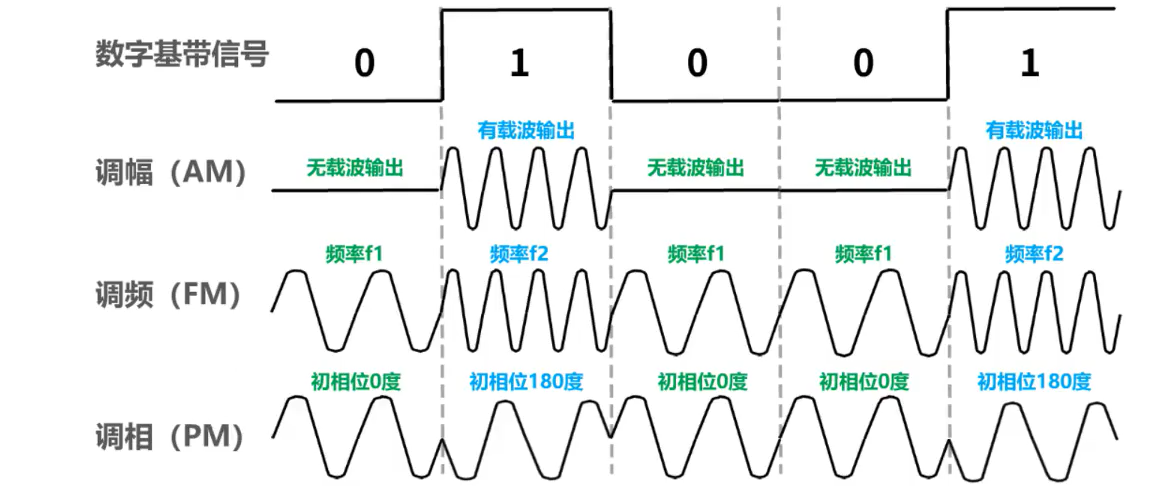 数字基带信号 0 1 0 0 1
有载波输出 有载波输出
调幅（AM） 无载波输出 无载波输出 无载波输出
频率f1 频率f2 频率f1 频率f1 频率f2
调频（FM）
初相位0度 初相位180度 初相位0度 初相位0度 初相位180度
调相（PM）